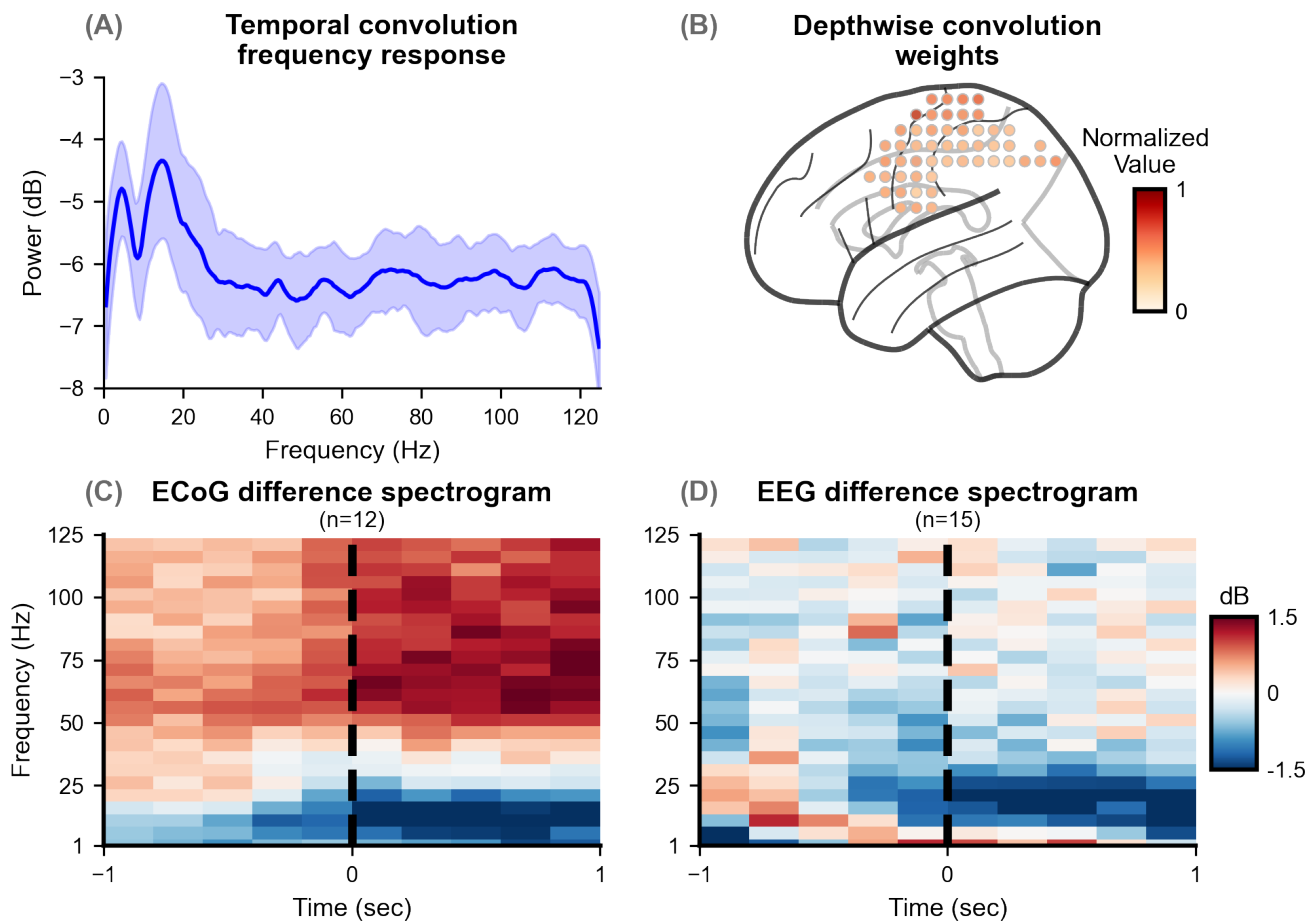 (A) Temporal convolution
frequency response
−3
−4
−5
−6
−7
−8
Power (dB)
0 20 40 60 80 100 120
Frequency (Hz)
(B) Depthwise convolution
weights
Normalized
Value
1
0
(C) ECoG difference spectrogram
(n=12)
125
100
75
50
25
1
Frequency (Hz)
−1 0 1
Time (sec)
(D) EEG difference spectrogram
(n=15)
125
100
75
50
25
1
−1 0 1
Time (sec)
dB
1.5
0
-1.5